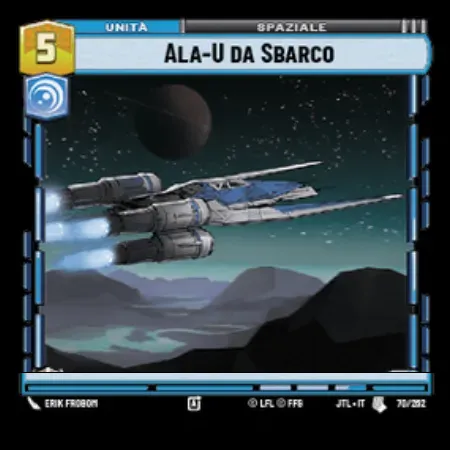 UNITÀ SPAZIALE
5 ALA-U DA SBARCO
ERIK FROBOM © LFL © FFG JTL • IT 70/262